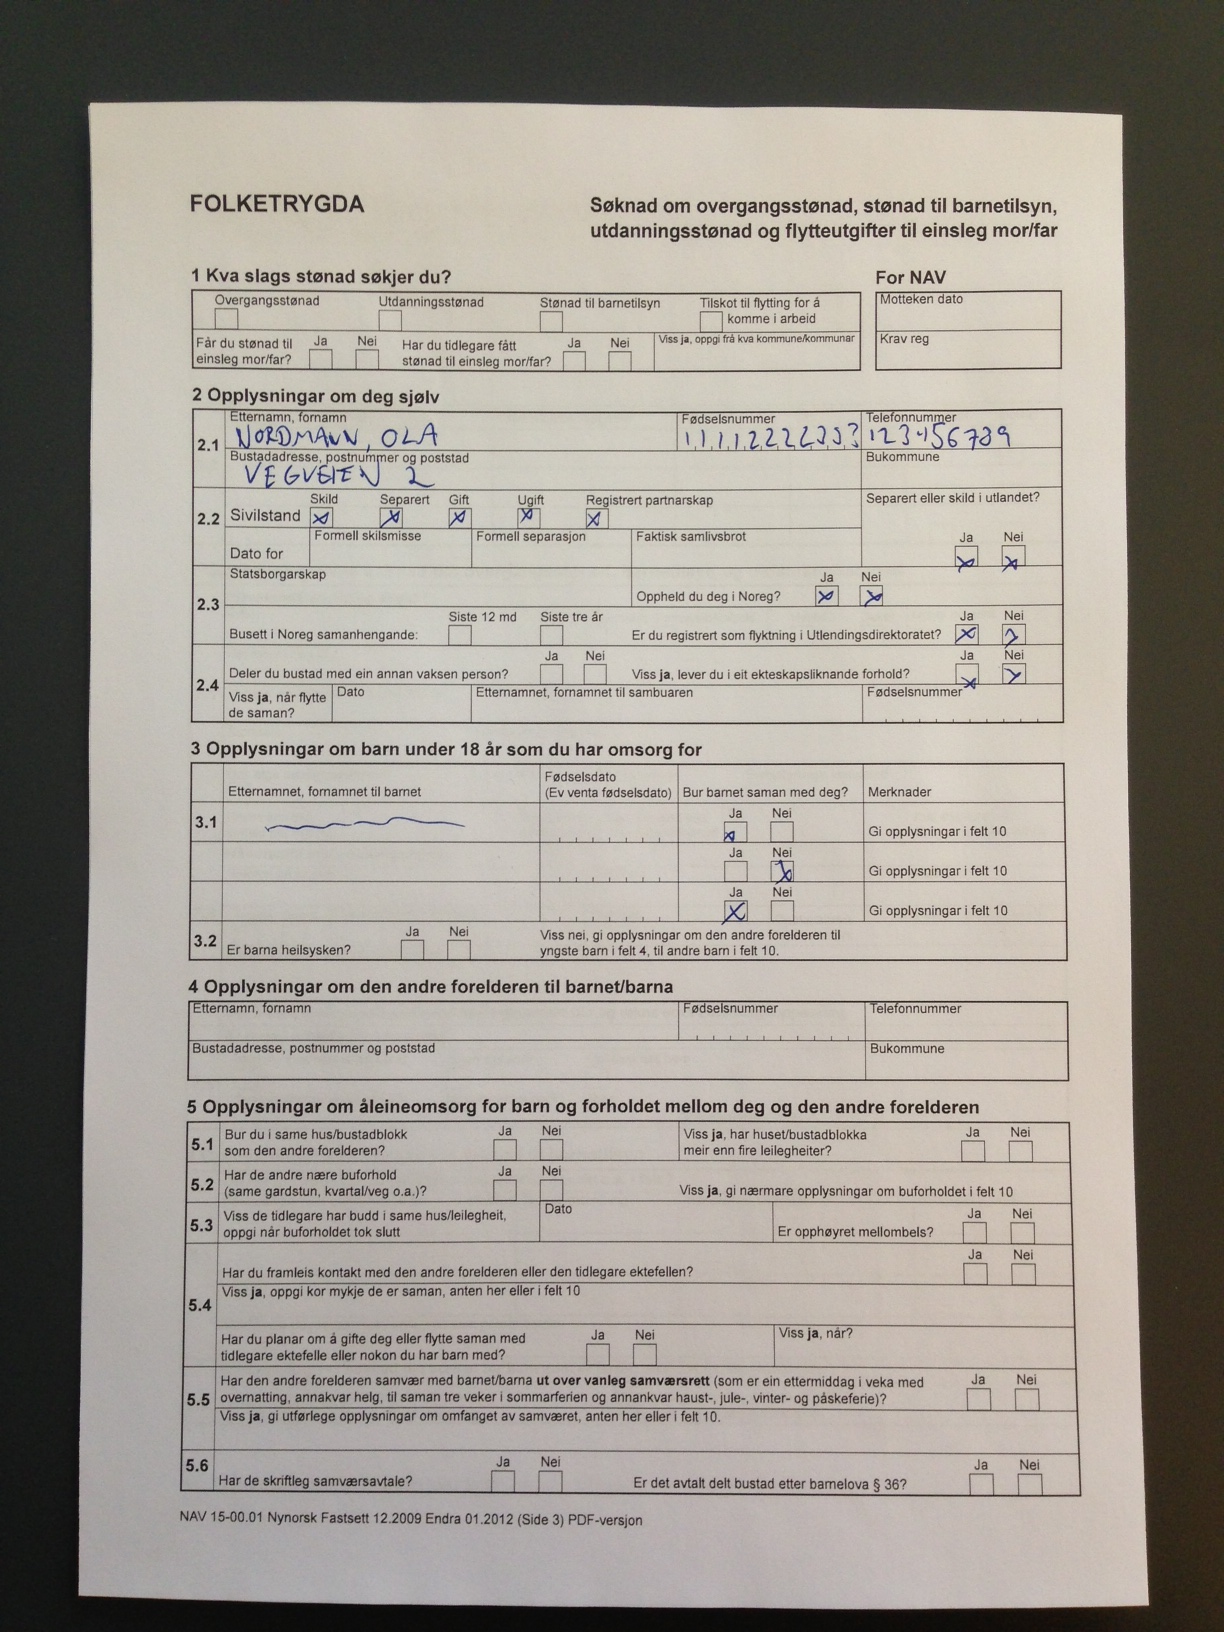 FOLKETRYGDA
Søknad om overgangsstønad, stønad til barnetilsyn,
utdanningsstønad og flytteutgifter til einsleg mor/far
1 Kva slags stønad søkjer du?
For NAV
Overgangsstønad Utdanningsstønad Stønad til barnetilsyn Tilskot til flytting for å
komme i arbeid
Motteken dato
Får du stønad til Ja Nei Har du tidlegare fått Ja Nei Viss ja, oppgi frå kva kommune/kommunar
einsleg mor/far? stønad til einsleg mor/far?
Krav reg
2 Opplysningar om deg sjølv
2.1 Etternamn, fornamn Fødselsnummer Telefonnummer
NORDMANN, OLA 123456789
Bustadadresse, postnummer og poststad Bukommune
VEGVEIEN 2
2.2 Sivilstand Skild Separert Gift Ugift Registrert partnarskap Separert eller skild i utlandet?
Dato for Formell skilsmisse Formell separasjon Faktisk samlivsbrot Ja Nei
2.3 Statsborgarskap Oppheld du deg i Noreg? Ja Nei
Busett i Noreg samanhengande: Siste 12 md Siste tre år Er du registrert som flyktning i Utlendingsdirektoratet? Ja Nei
2.4 Deler du bustad med ein annan vaksen person? Ja Nei Viss ja, lever du i eit ekteskapsliknande forhold? Ja Nei
Viss ja, når flytte Dato Etternamnet, fornamnet til sambuaren Fødselsnummer
de saman?
3 Opplysningar om barn under 18 år som du har omsorg for
Etternamnet, fornamnet til barnet Fødselsdato
(Ev venta fødselsdato) Bur barnet saman med deg? Merknader
3.1 Ja Nei Gi opplysningar i felt 10
Ja Nei Gi opplysningar i felt 10
Ja Nei Gi opplysningar i felt 10
3.2 Er barna heilsysken? Ja Nei Viss nei, gi opplysningar om den andre forelderen til
yngste barn i felt 4, til andre barn i felt 10.
4 Opplysningar om den andre forelderen til barnet/barna
Etternamn, fornamn Fødselsnummer Telefonnummer
Bustadadresse, postnummer og poststad Bukommune
5 Opplysningar om åleineomsorg for barn og forholdet mellom deg og den andre forelderen
5.1 Bur du i same hus/bustadblokk Ja Nei Viss ja, har huset/bustadblokka Ja Nei
som den andre forelderen? meir enn fire leilegheiter?
5.2 Har de andre nære buforhold Ja Nei
(same gardstun, kvartal/veg o.a.)? Viss ja, gi nærmare opplysningar om buforholdet i felt 10
5.3 Viss de tidlegare har budd i same hus/leilegheit, Dato Ja Nei
oppgi når buforholdet tok slutt Er opphøyret mellombels?
5.4 Har du framleis kontakt med den andre forelderen eller den tidlegare ektefellen? Ja Nei
Viss ja, oppgi kor mykje de er saman, anten her eller i felt 10
Har du planar om å gifte deg eller flytte saman med Ja Nei Viss ja, når?
tidlegare ektefelle eller nokon du har barn med?
5.5 Har den andre forelderen samvær med barnet/barna ut over vanleg samværsrett (som er ein ettermiddag i veka med Ja Nei
overnatting, annakvar helg, til saman tre veker i sommarferien og annankvar haust-, jule-, vinter- og påskeferie)?
Viss ja, gi utførlege opplysningar om omfanget av samværet, anten her eller i felt 10.
5.6 Har de skriftleg samværsavtale? Ja Nei Er det avtalt delt bustad etter barnelova § 36? Ja Nei
NAV 15-00.01 Nynorsk Fastsett 12.2009 Endra 01.2012 (Side 3) PDF-versjon